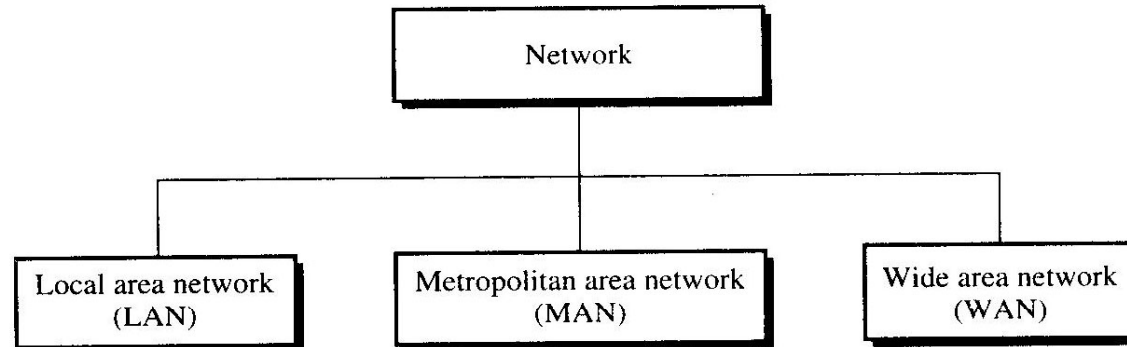 Network
Local area network
(LAN)
Metropolitan area network
(MAN)
Wide area network
(WAN)